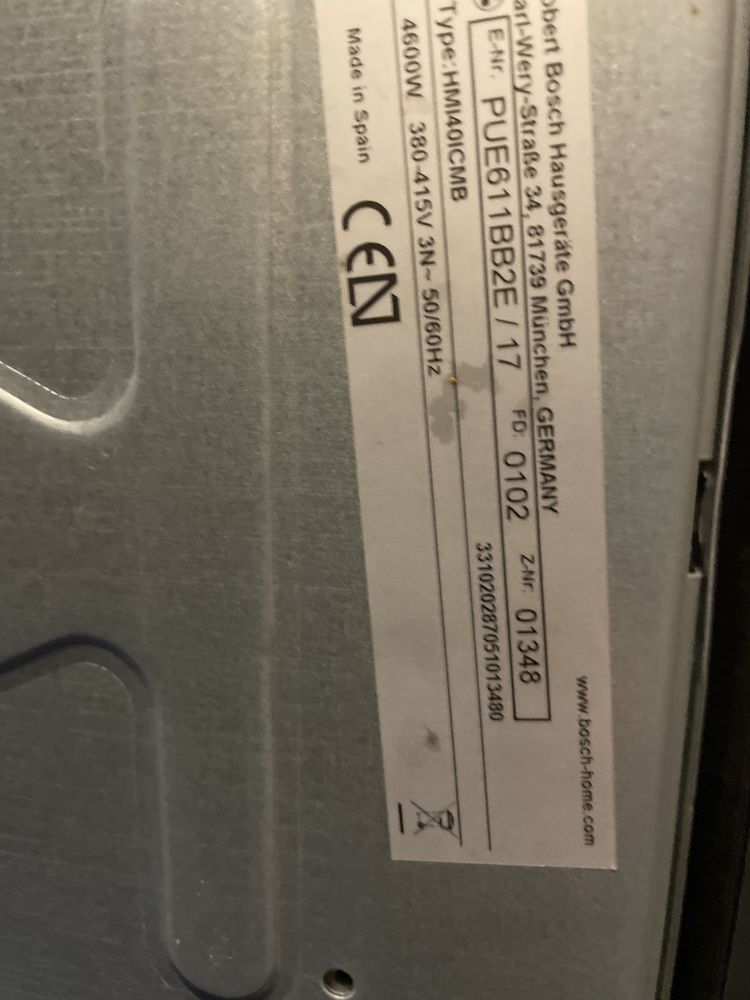 obert Bosch Hausgeräte GmbH www.bosch-home.com
arl-Wery-Straße 34, 81739 München, GERMANY
E-Nr. PUE611BB2E / 17 FD: 0102 Z-Nr. 01348
Type:HMI40ICMB 331020287051013480
4600W 380-415V 3N~ 50/60Hz
Made in Spain CE